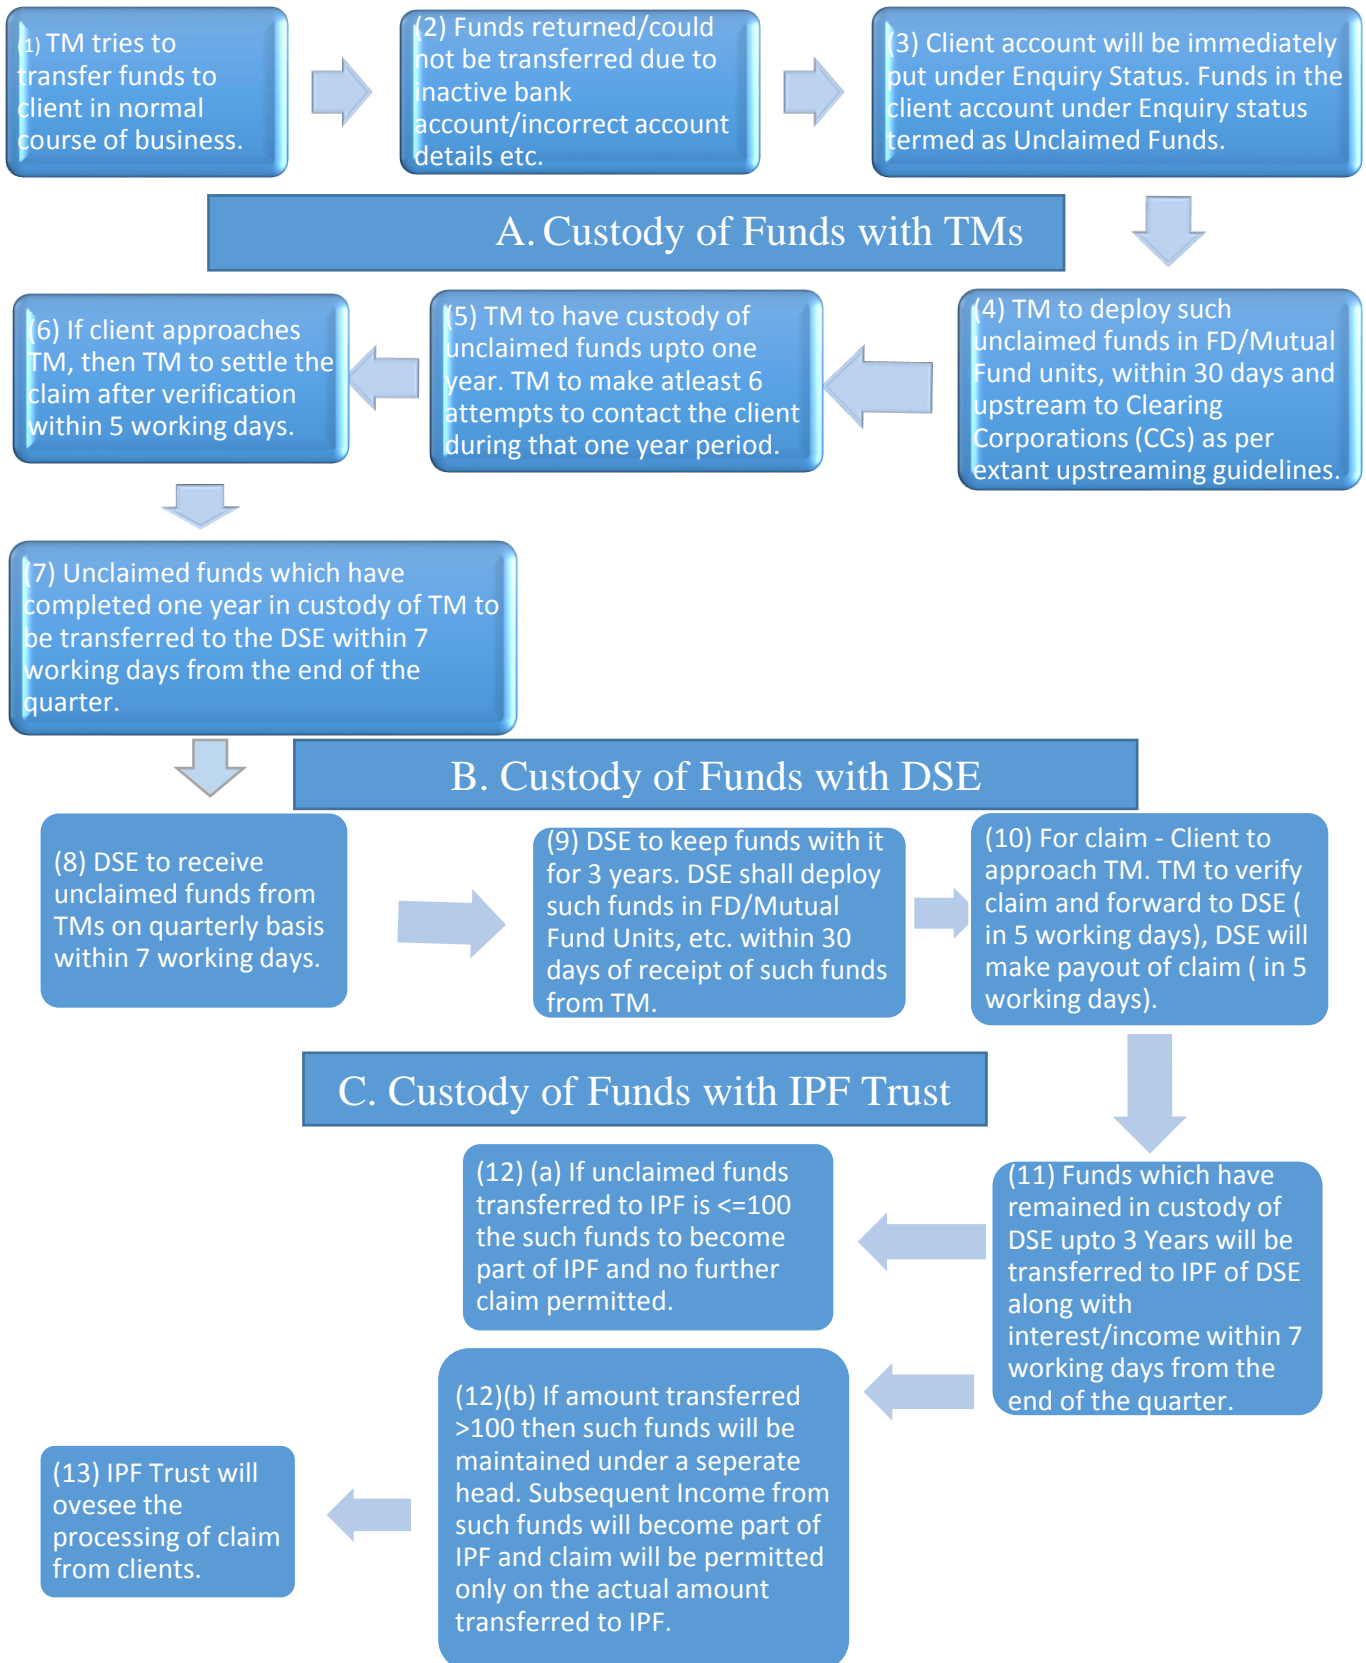 (1) TM tries to
transfer funds to
client in normal
course of business.
(2) Funds returned/could
not be transferred due to
inactive bank
account/incorrect account
details etc.
(3) Client account will be immediately
put under Enquiry Status. Funds in the
client account under Enquiry status
termed as Unclaimed Funds.
A. Custody of Funds with TMs
(4) TM to deploy such
unclaimed funds in FD/Mutual
Fund units, within 30 days and
upstream to Clearing
Corporations (CCs) as per
extant upstreaming guidelines.
(5) TM to have custody of
unclaimed funds upto one
year. TM to make atleast 6
attempts to contact the client
during that one year period.
(6) If client approaches
TM, then TM to settle the
claim after verification
within 5 working days.
(7) Unclaimed funds which have
completed one year in custody of TM to
be transferred to the DSE within 7
working days from the end of the
quarter.
B. Custody of Funds with DSE
(8) DSE to receive
unclaimed funds from
TMs on quarterly basis
within 7 working days.
(9) DSE to keep funds with it
for 3 years. DSE shall deploy
such funds in FD/Mutual
Fund Units, etc. within 30
days of receipt of such funds
from TM.
(10) For claim - Client to
approach TM. TM to verify
claim and forward to DSE (
in 5 working days), DSE will
make payout of claim ( in 5
working days).
C. Custody of Funds with IPF Trust
(11) Funds which have
remained in custody of
DSE upto 3 Years will be
transferred to IPF of DSE
along with
interest/income within 7
working days from the
end of the quarter.
(12) (a) If unclaimed funds
transferred to IPF is <=100
the such funds to become
part of IPF and no further
claim permitted.
(12)(b) If amount transferred
>100 then such funds will be
maintained under a seperate
head. Subsequent Income from
such funds will become part of
IPF and claim will be permitted
only on the actual amount
transferred to IPF.
(13) IPF Trust will
ovesee the
processing of claim
from clients.